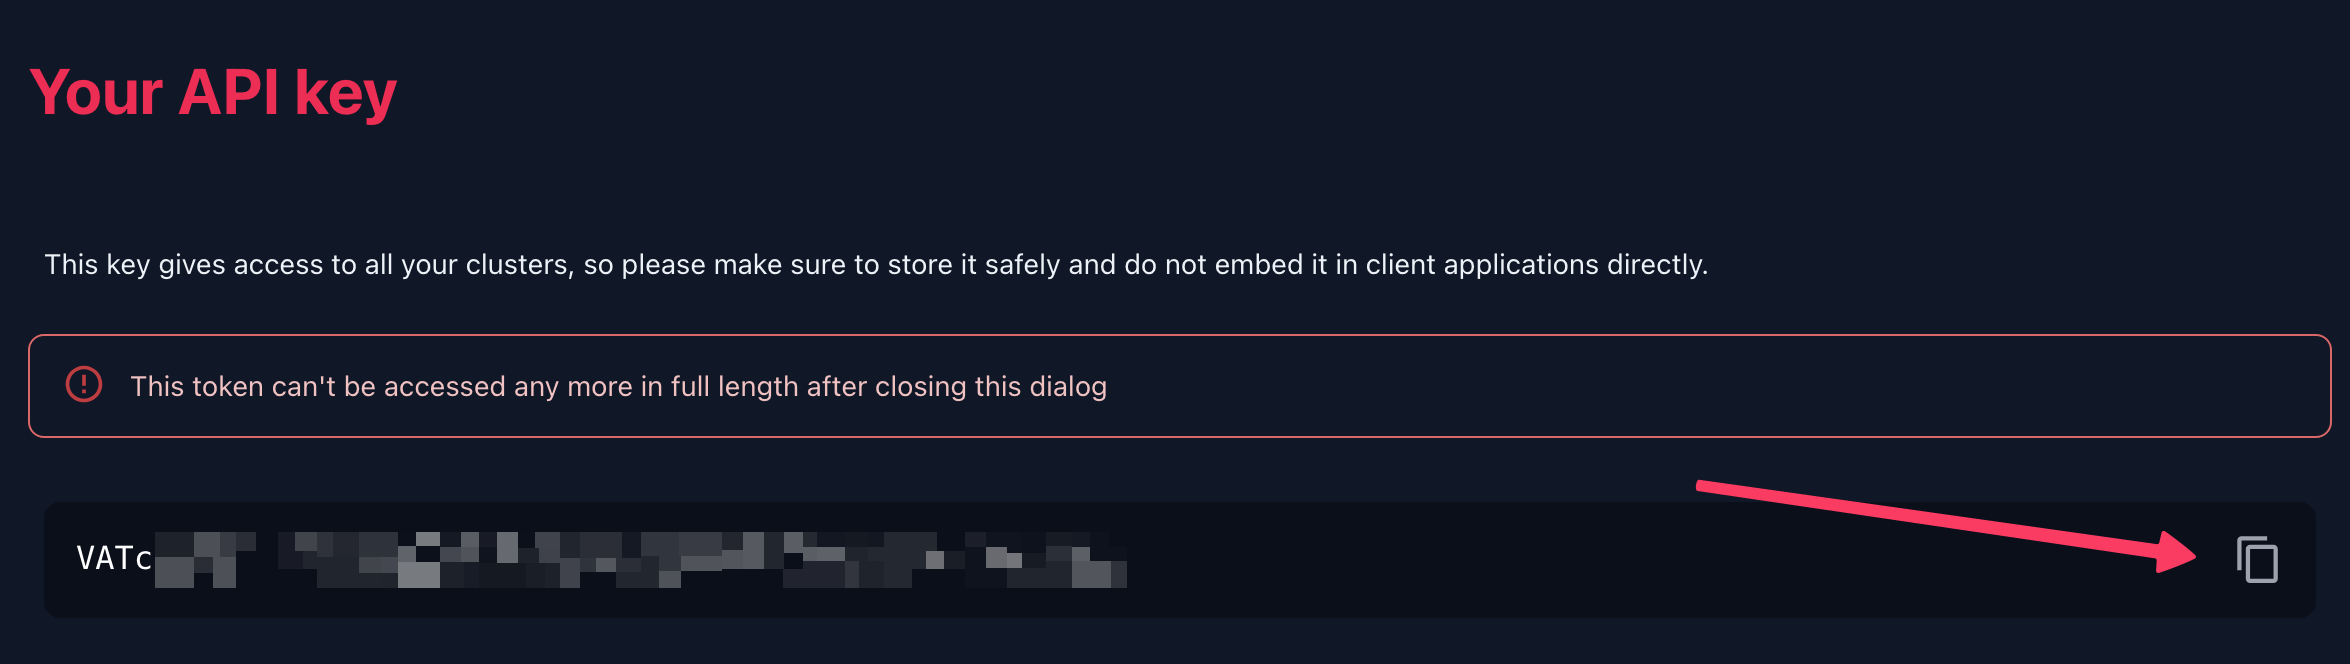 Your API key
This key gives access to all your clusters, so please make sure to store it safely and do not embed it in client applications directly.
This token can't be accessed any more in full length after closing this dialog
VATc